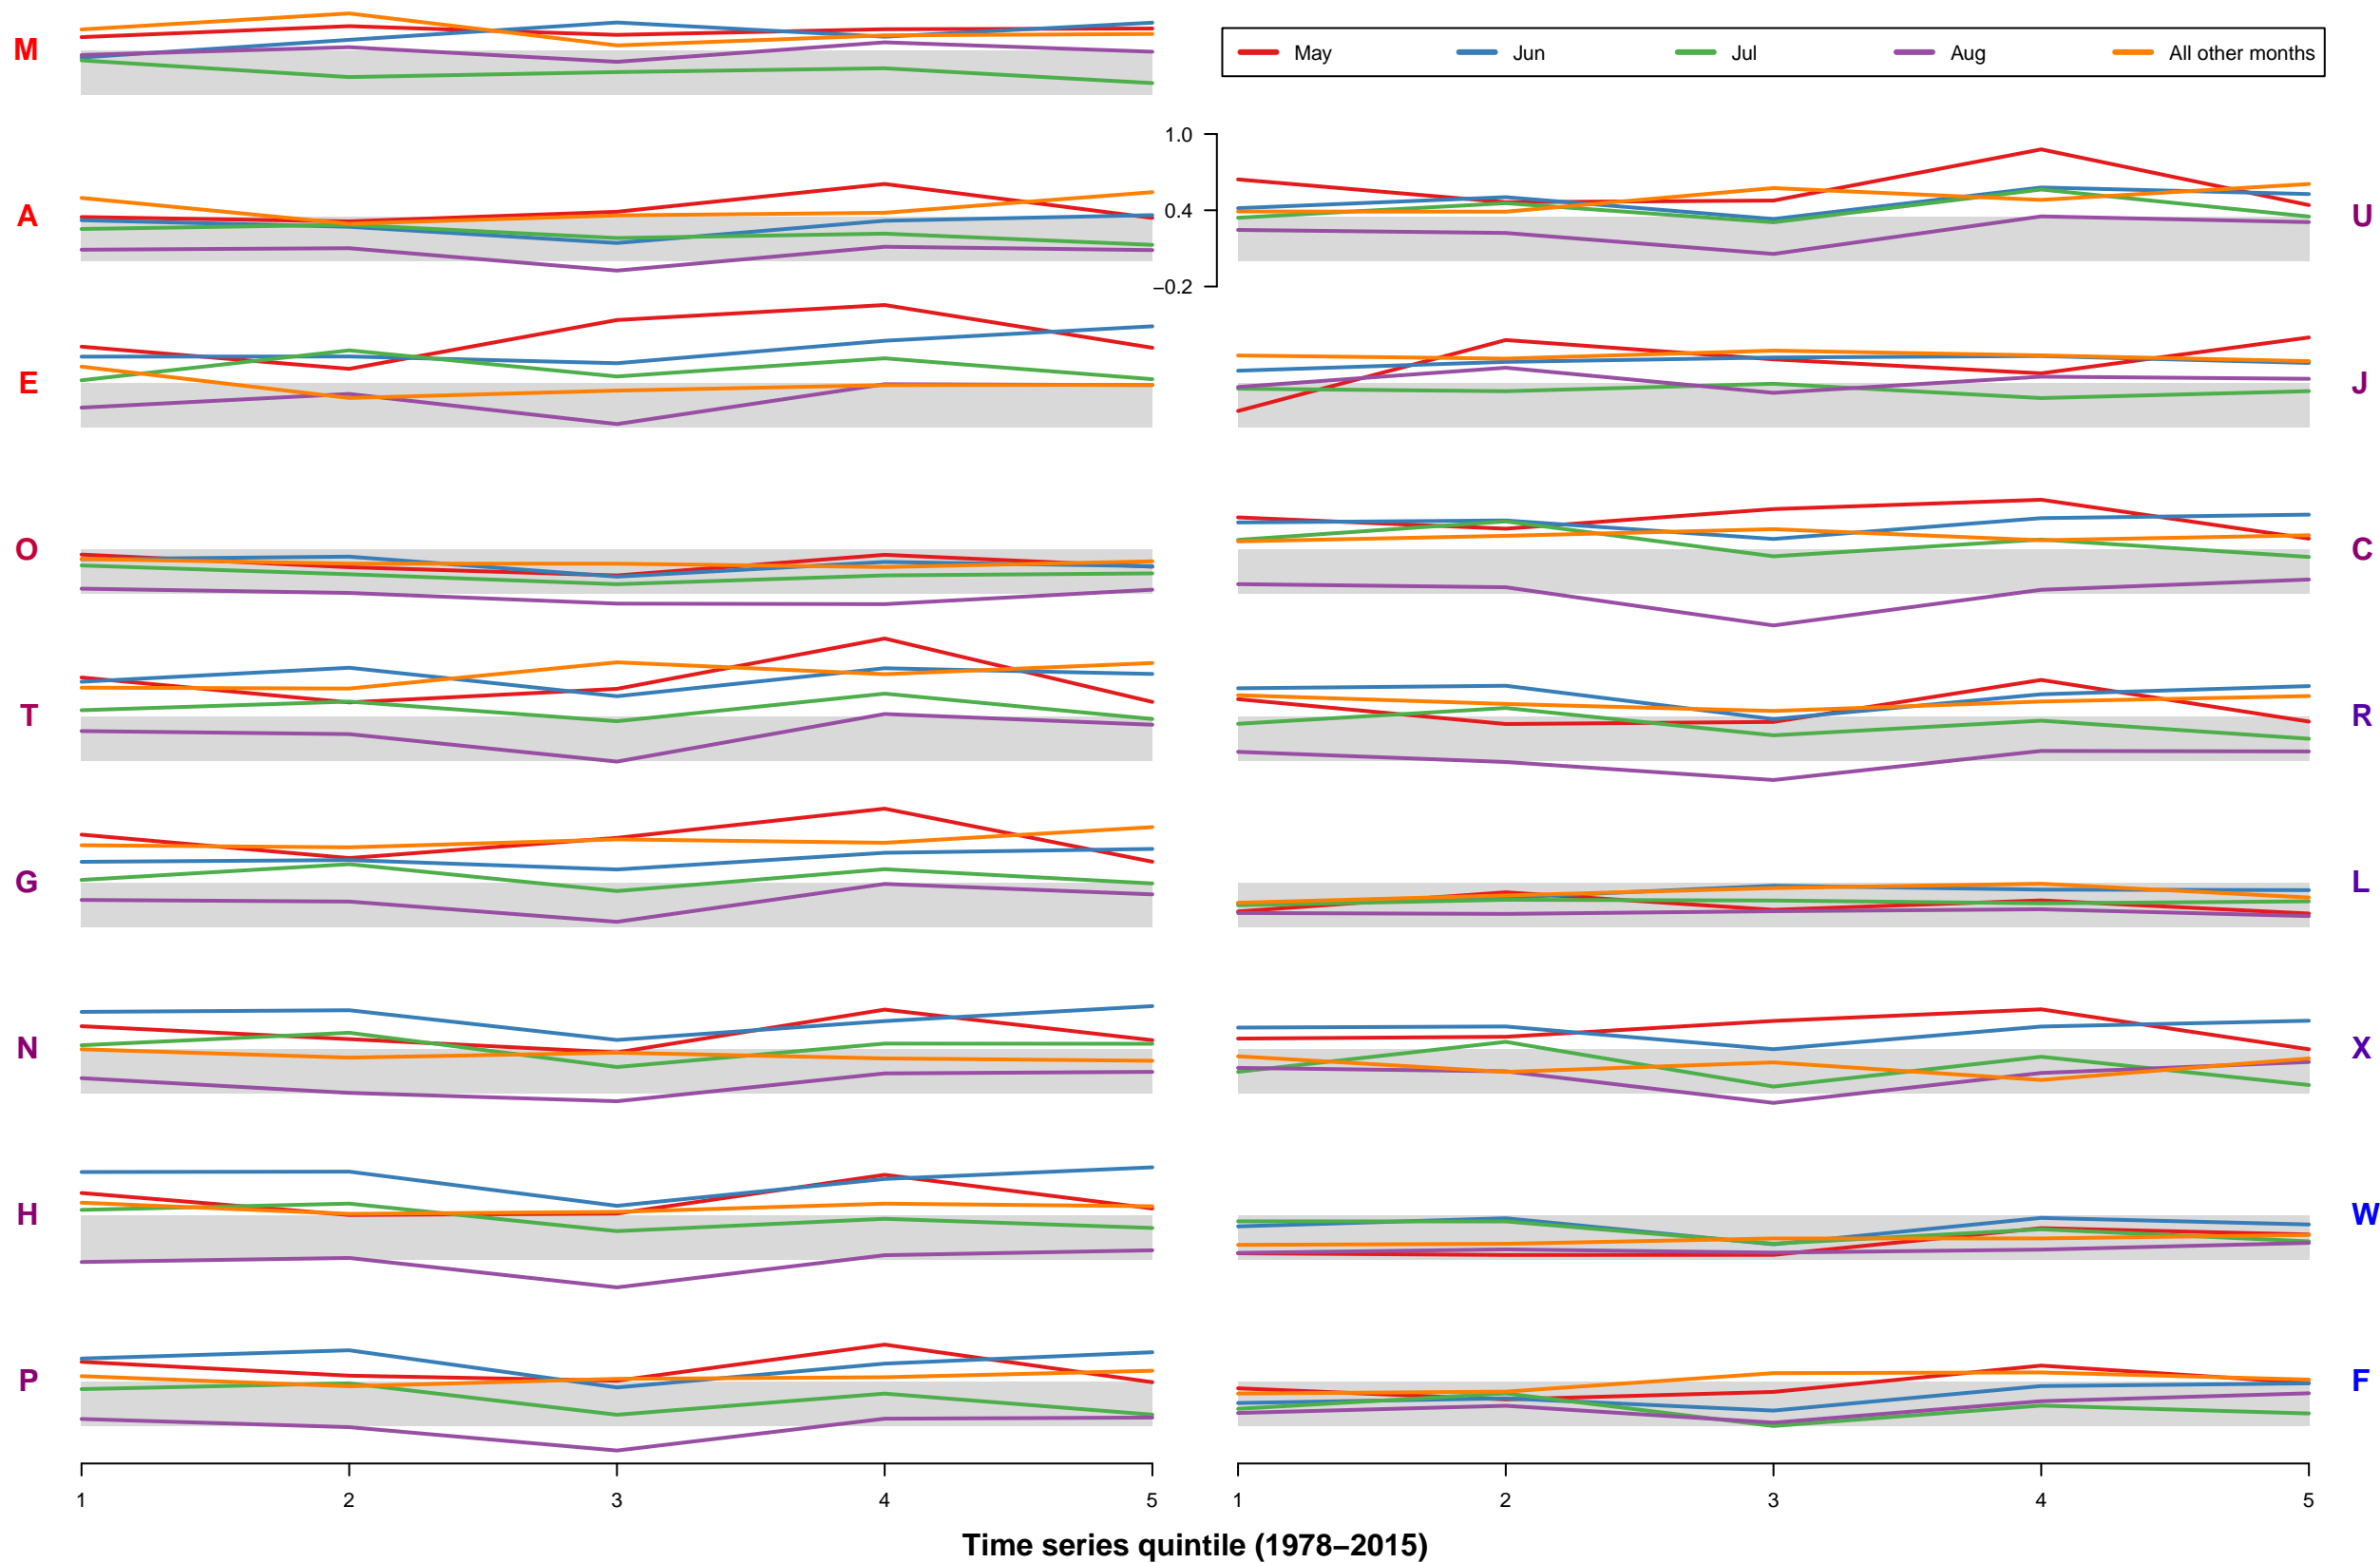 M
May Jun Jul Aug All other months
1.0
A
0.4
U
−0.2
E
J
O
C
T
R
G
L
N
X
H
W
P
F
1 2 3 4 5 1 2 3 4 5
Time series quintile (1978−2015)